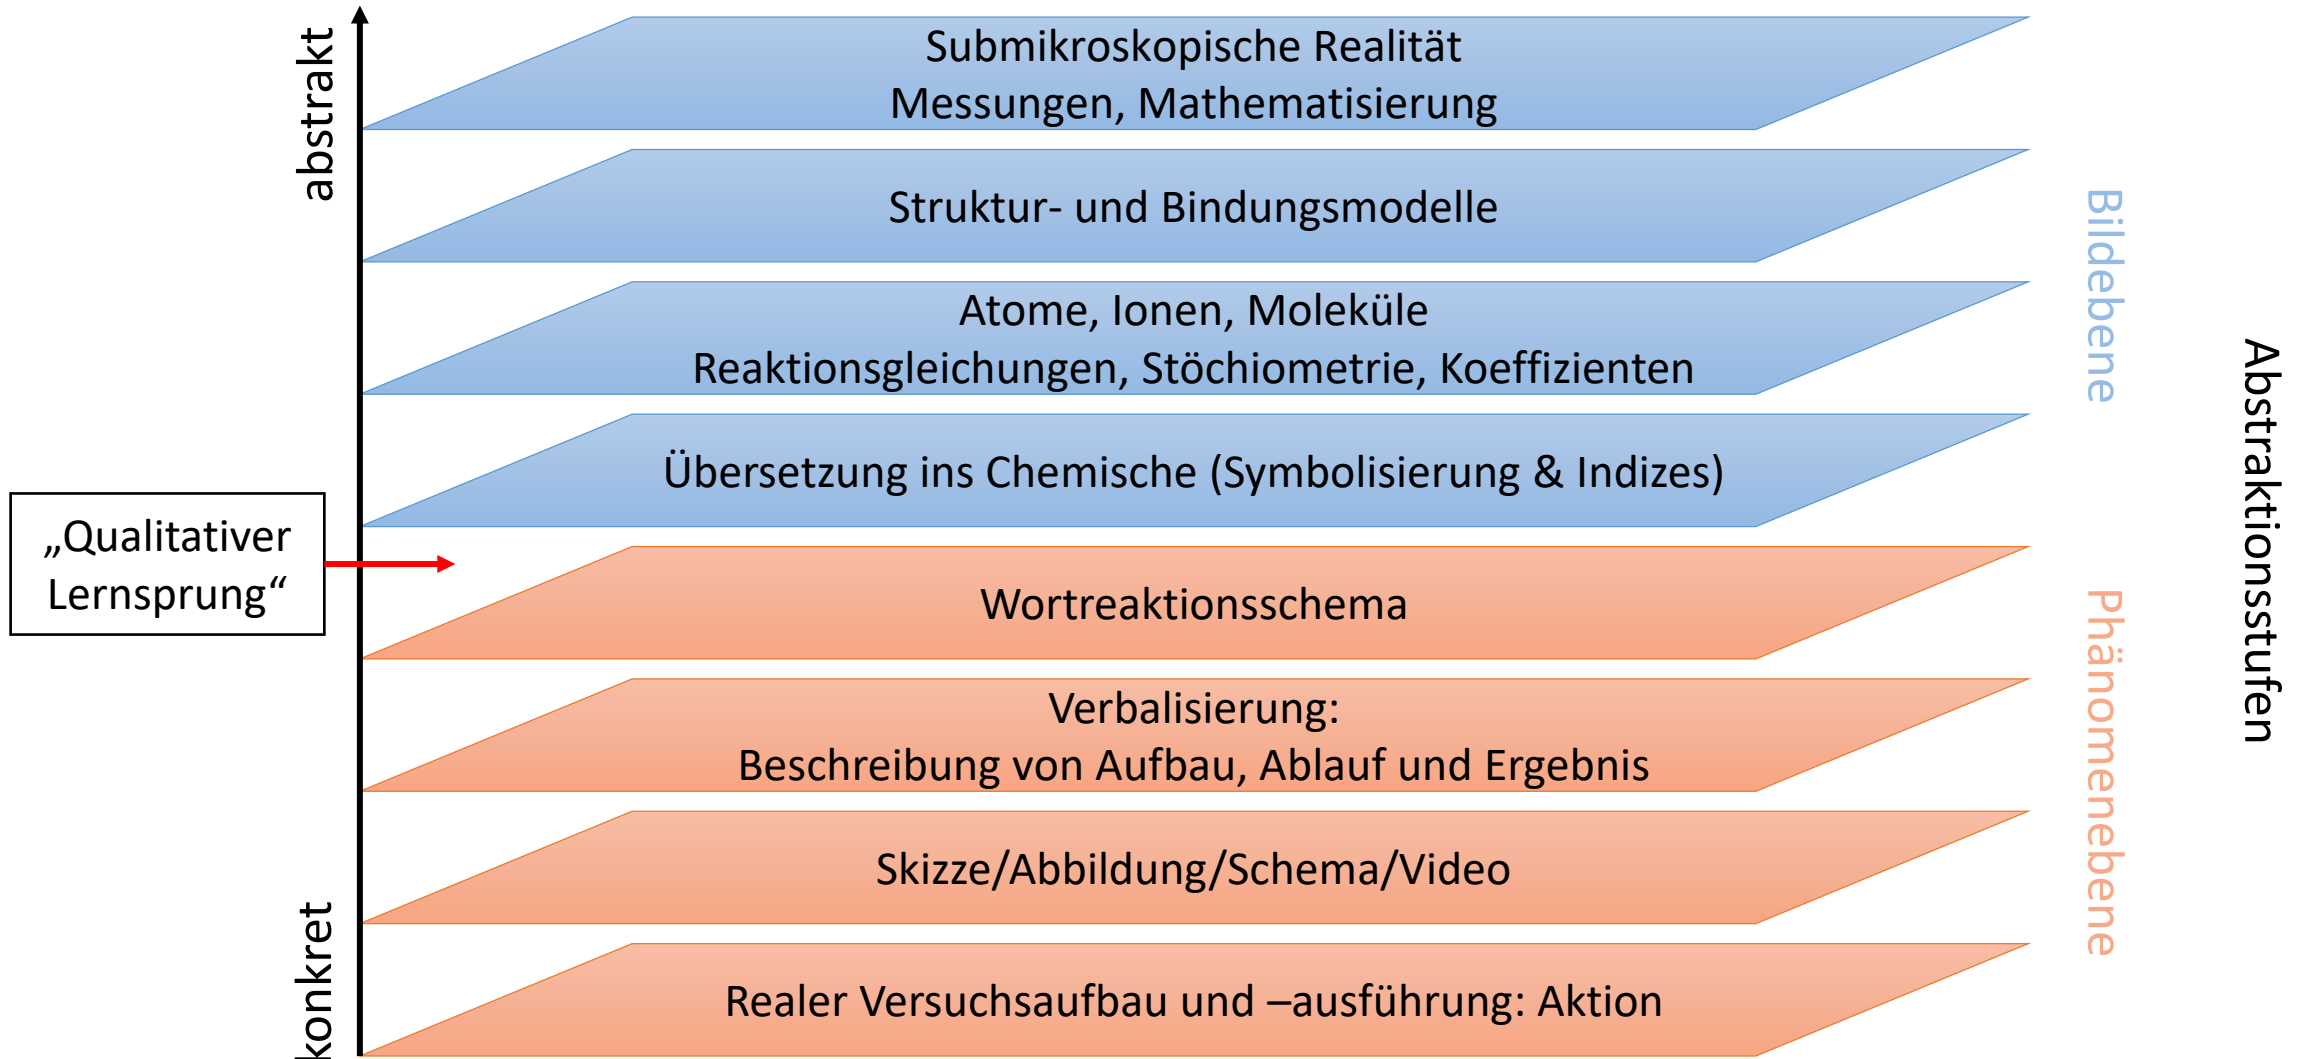 abstrakt
Submikroskopische Realität
Messungen, Mathematisierung
Struktur- und Bindungsmodelle
Atome, Ionen, Moleküle
Reaktionsgleichungen, Stöchiometrie, Koeffizienten
Übersetzung ins Chemische (Symbolisierung & Indizes)
„Qualitativer
Lernsprung“
Wortreaktionsschema
Verbalisierung:
Beschreibung von Aufbau, Ablauf und Ergebnis
Skizze/Abbildung/Schema/Video
Realer Versuchsaufbau und –ausführung: Aktion
konkret
Bildebene
Phänomenebene
Abstraktionsstufen